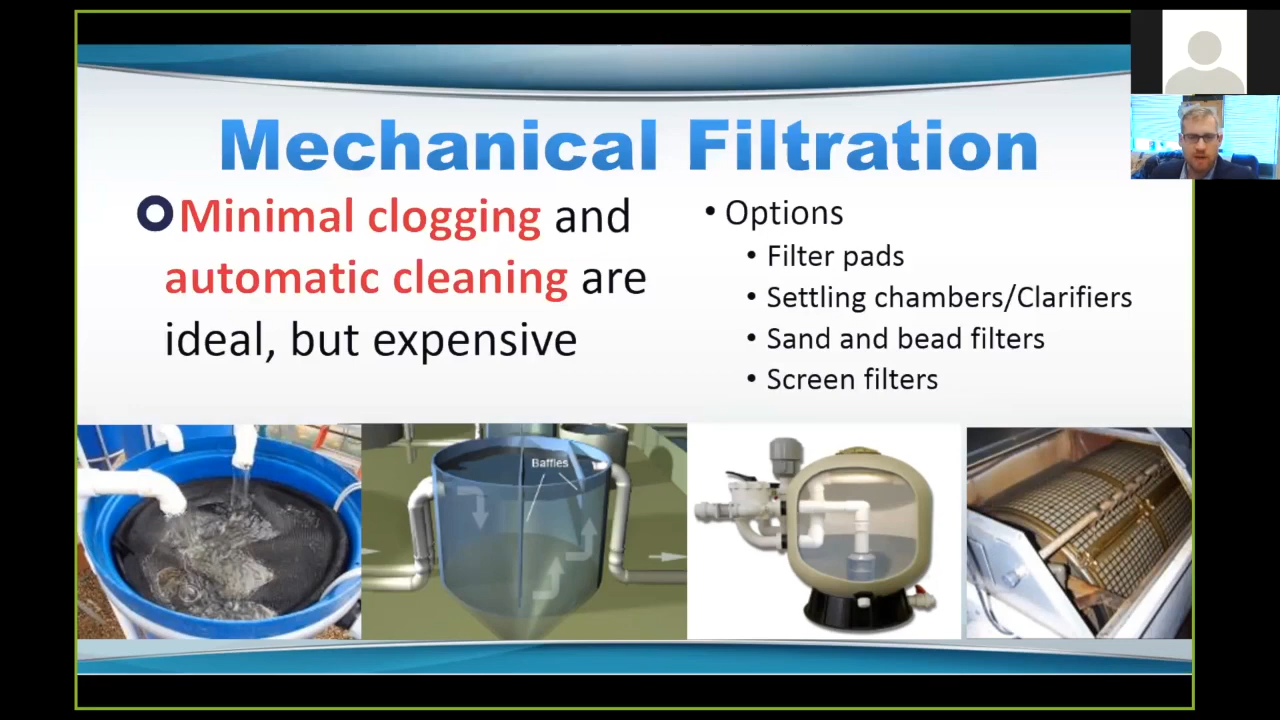 Mechanical Filtration
Minimal clogging and
automatic cleaning are
ideal, but expensive
• Options
• Filter pads
• Settling chambers/Clarifiers
• Sand and bead filters
• Screen filters
Baffles